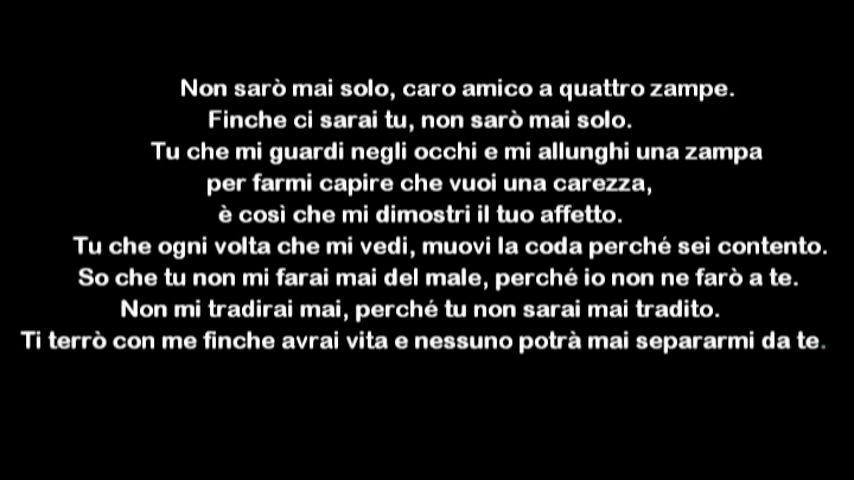 Non sarò mai solo, caro amico a quattro zampe.
Finche ci sarai tu, non sarò mai solo.
Tu che mi guardi negli occhi e mi allunghi una zampa
per farmi capire che vuoi una carezza,
è così che mi dimostri il tuo affetto.
Tu che ogni volta che mi vedi, muovi la coda perché sei contento.
So che tu non mi farai mai del male, perché io non ne farò a te.
Non mi tradirai mai, perché tu non sarai mai tradito.
Ti terrò con me finche avrai vita e nessuno potrà mai separarmi da te.